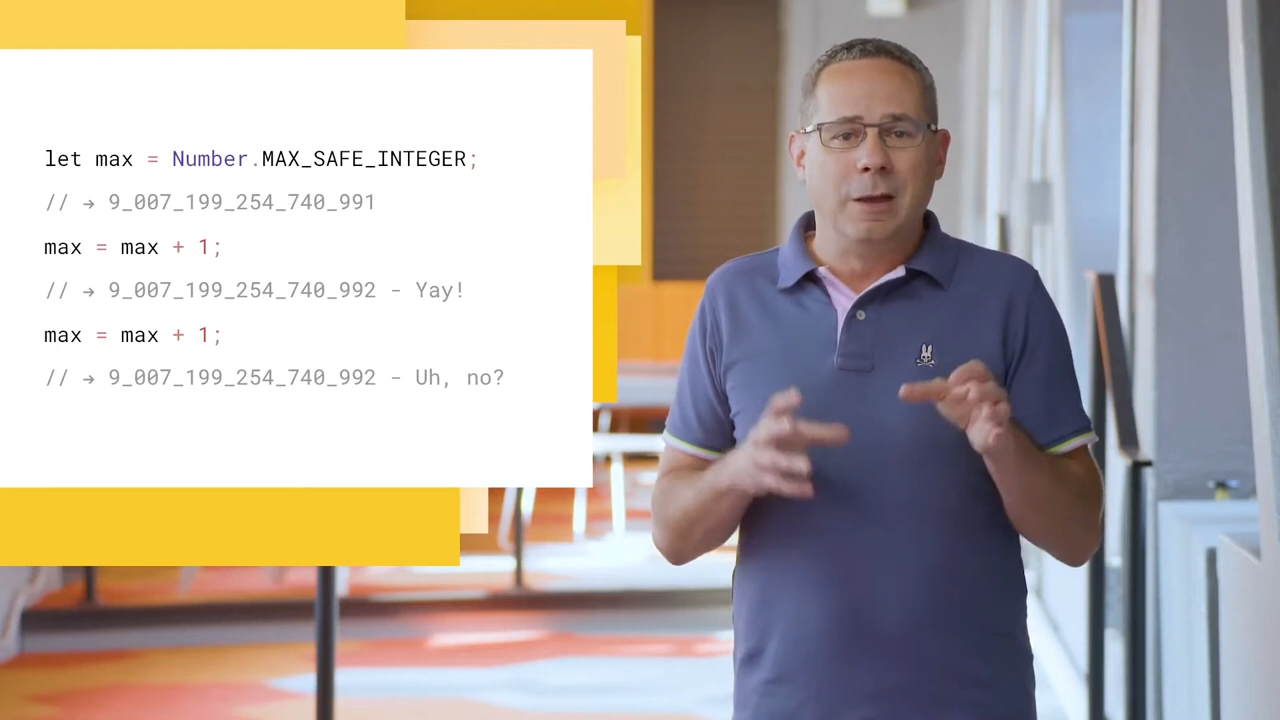 let max = Number.MAX_SAFE_INTEGER;
// → 9_007_199_254_740_991
max = max + 1;
// → 9_007_199_254_740_992 - Yay!
max = max + 1;
// → 9_007_199_254_740_992 - Uh, no?